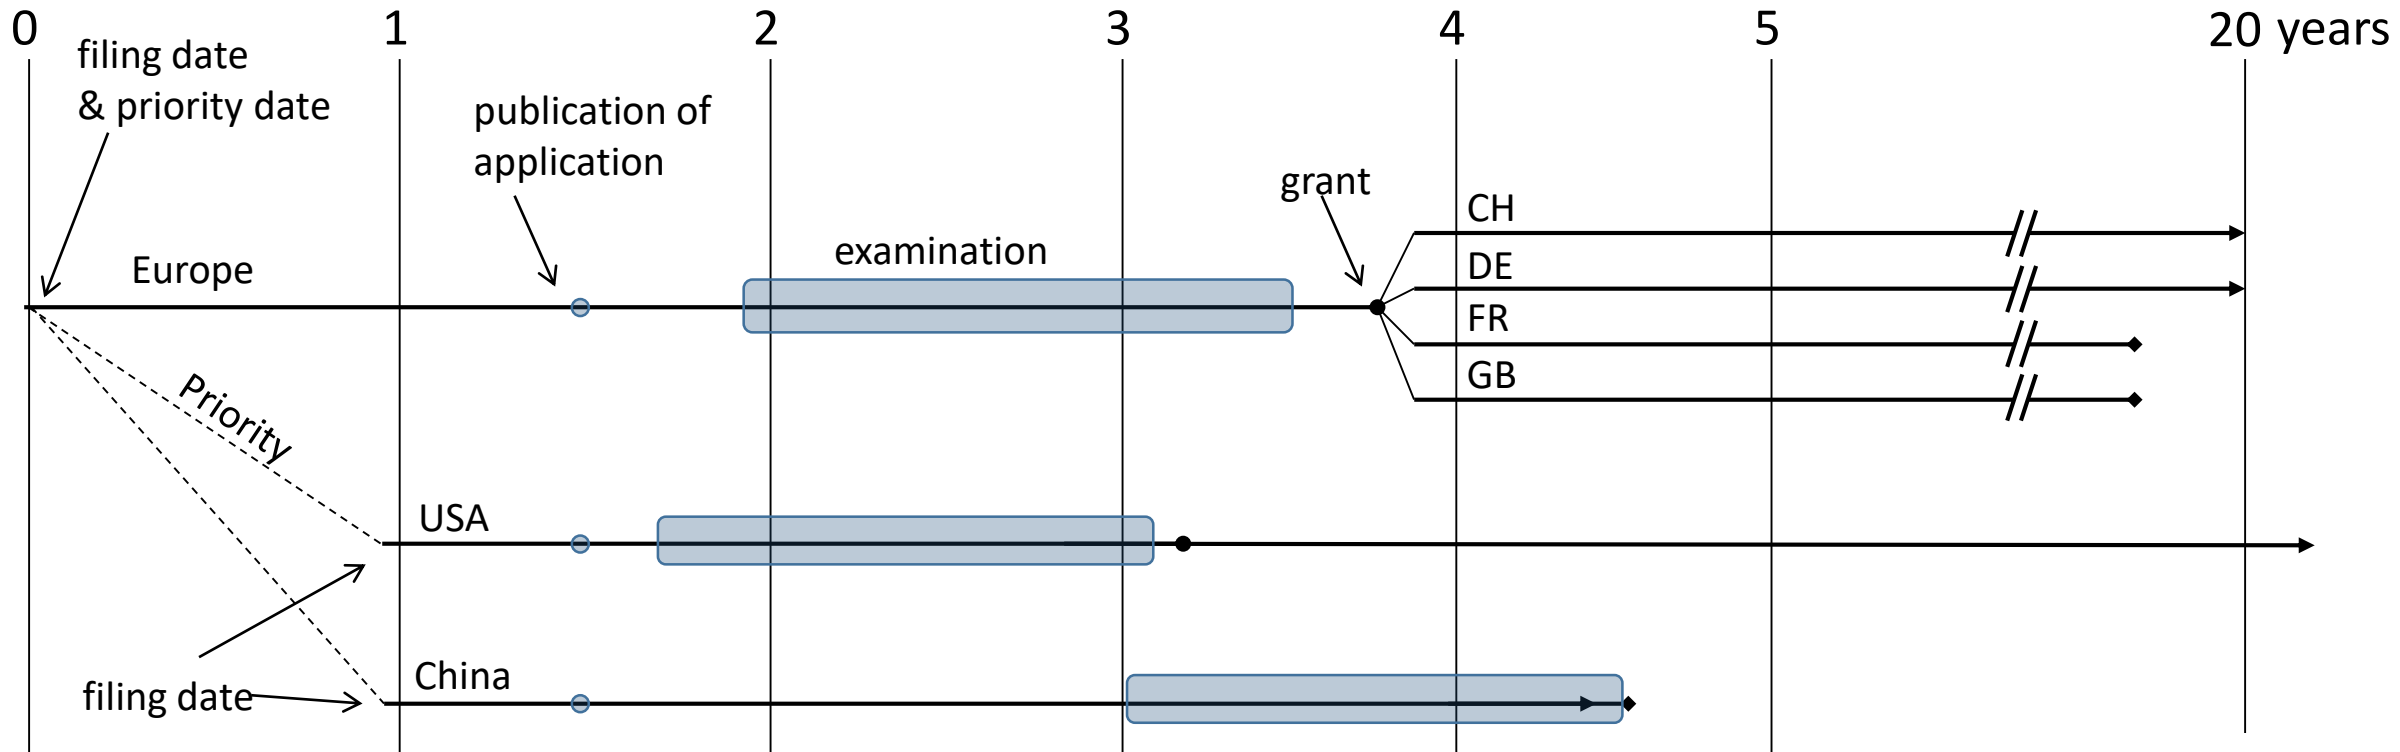 0 1 2 3 4 5 20 years
filing date
& priority date
publication of
application
grant
CH
examination
Europe
DE
FR
GB
Priority
USA
China
filing date